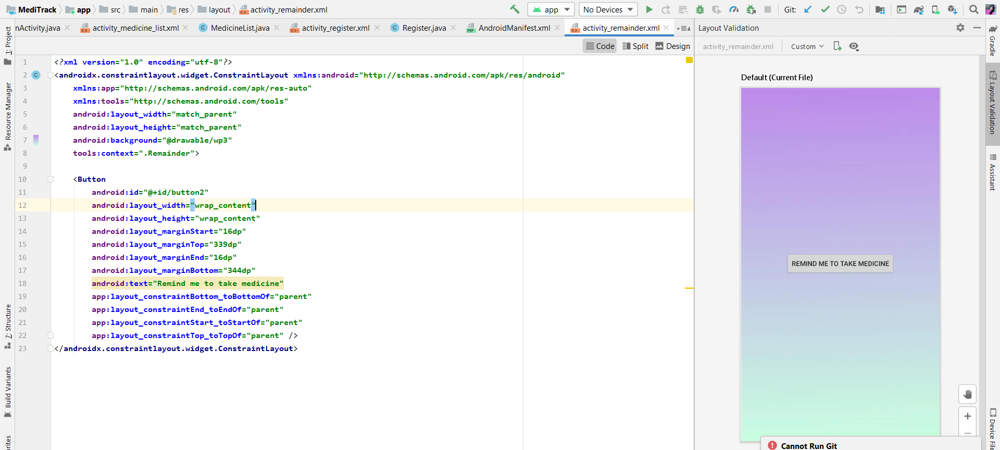 MediTrack app src main res layout activity_remainder.xml app No Devices Git:
nActivity.java activity_medicine_list.xml MedicineList.java activity_register.xml Register.java AndroidManifest.xml activity_remainder.xml 4 Layout Validation
Code Split Design activity_remainder.xml Custom
1: Project
Resource Manager
7: Structure
Build Variants
1 <?xml version="1.0" encoding="utf-8"?>
2 <androidx.constraintlayout.widget.ConstraintLayout xmlns:android="http://schemas.android.com/apk/res/android"
3 xmlns:app="http://schemas.android.com/apk/res-auto"
4 xmlns:tools="http://schemas.android.com/tools"
5 android:layout_width="match_parent"
6 android:layout_height="match_parent"
7 android:background="@drawable/wp3"
8 tools:context=".Remainder">
9
10 <Button
11 android:id="@+id/button2"
12 android:layout_width="wrap_content"
13 android:layout_height="wrap_content"
14 android:layout_marginStart="16dp"
15 android:layout_marginTop="339dp"
16 android:layout_marginEnd="16dp"
17 android:layout_marginBottom="344dp"
18 android:text="Remind me to take medicine"
19 app:layout_constraintBottom_toBottomOf="parent"
20 app:layout_constraintEnd_toEndOf="parent"
21 app:layout_constraintStart_toStartOf="parent"
22 app:layout_constraintTop_toTopOf="parent" />
23 </androidx.constraintlayout.widget.ConstraintLayout>
Default (Current File)
REMIND ME TO TAKE MEDICINE
Cannot Run Git
Gradle
Layout Validation
Assistant
Device File